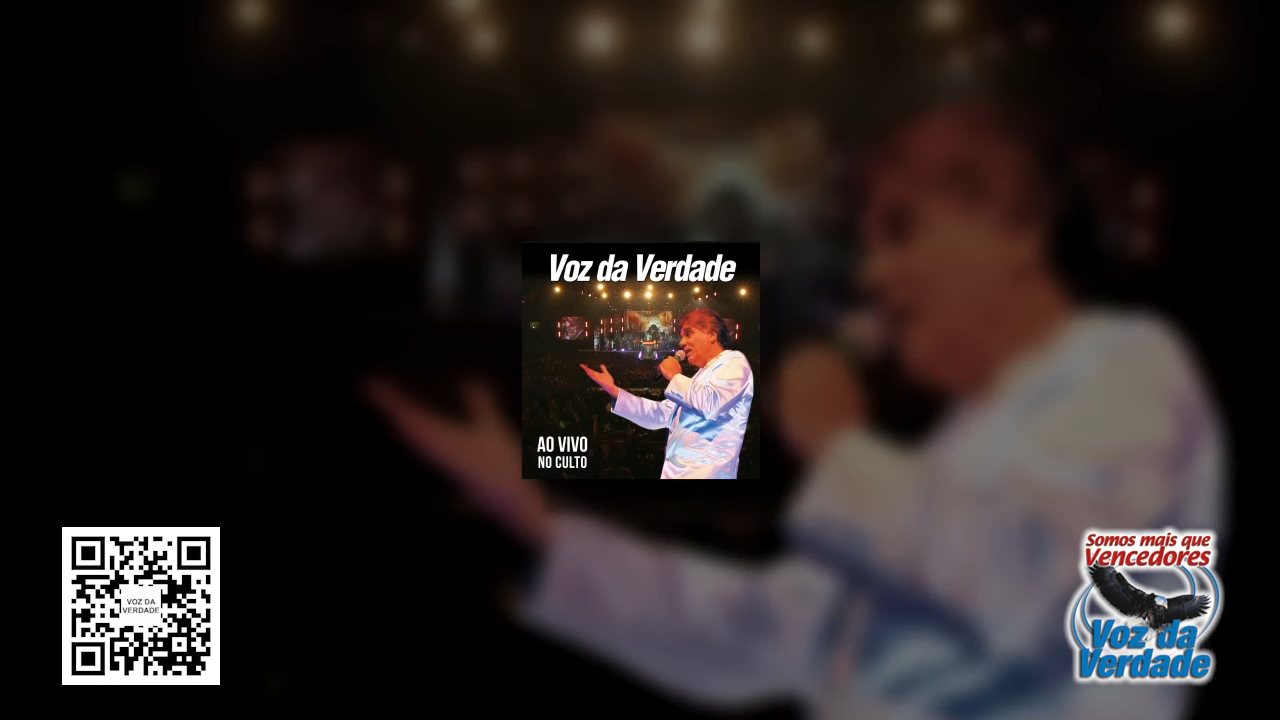 Voz da Verdade
AO VIVO
NO CULTO
VOZ DA
VERDADE
Somos mais que
Vencedores
Voz da
Verdade